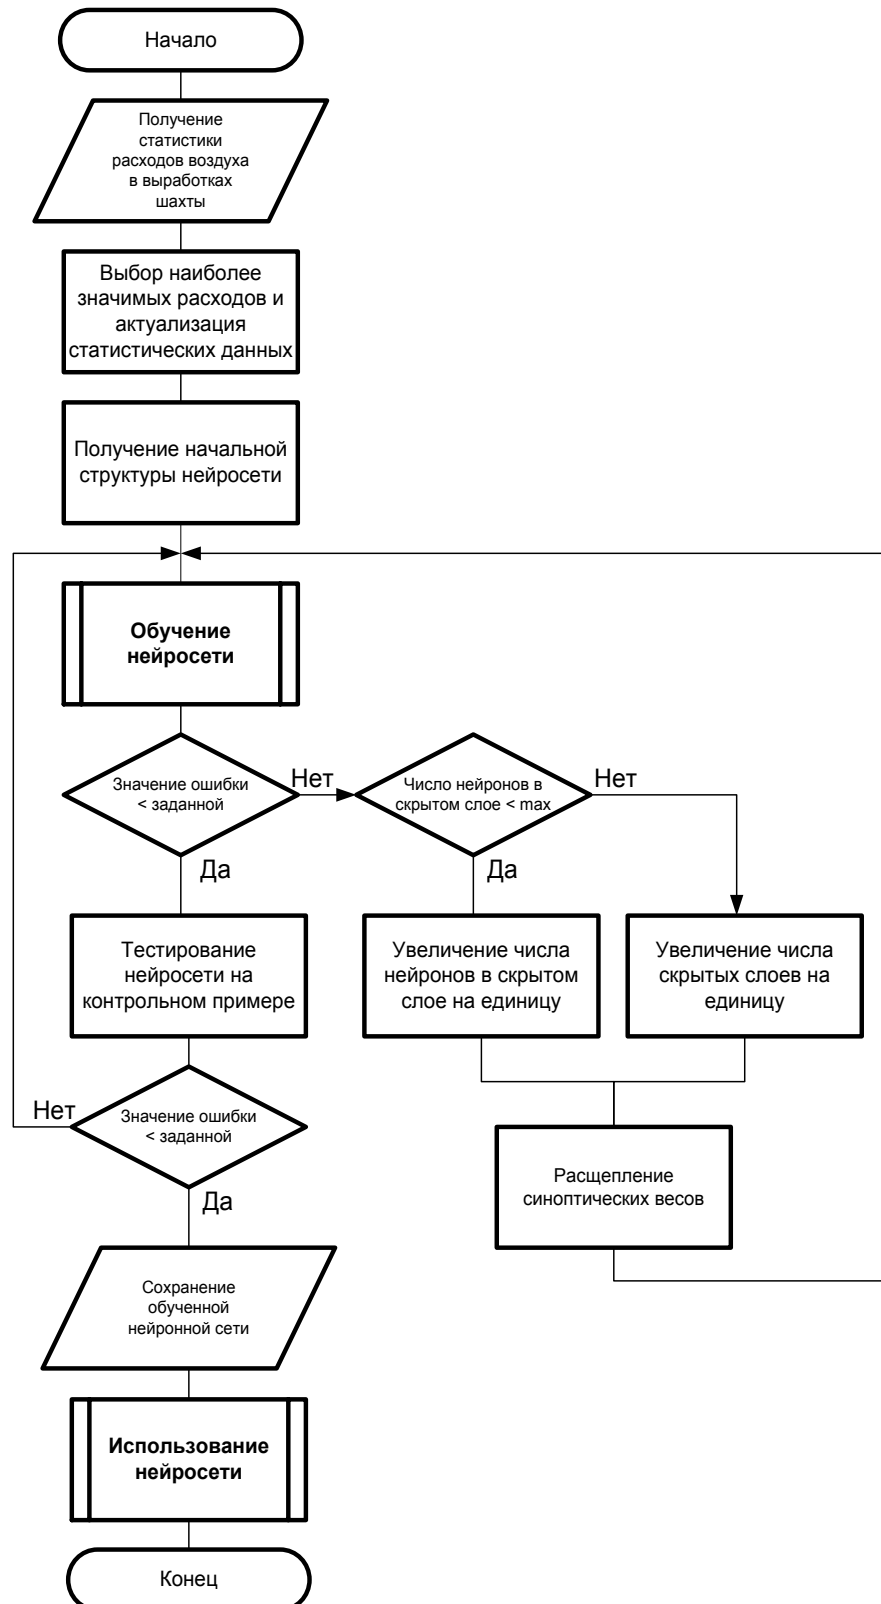 Начало
Получение
статистики
расходов воздуха
в выработках
шахты
Выбор наиболее
значимых расходов и
актуализация
статистических данных
Получение начальной
структуры нейросети
Обучение
нейросети
Значение ошибки
< заданной
Нет
Число нейронов в
скрытом слое < max
Нет
Да
Да
Тестирование
нейросети на
контрольном примере
Увеличение числа
нейронов в скрытом
слое на единицу
Увеличение числа
скрытых слоев на
единицу
Нет
Значение ошибки
< заданной
Да
Расщепление
синоптических весов
Сохранение
обученной
нейронной сети
Использование
нейросети
Конец